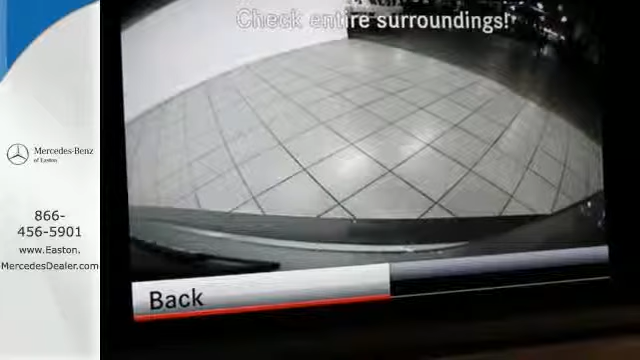 Check entire surroundings!
Mercedes-Benz
of Easton
866-
456-5901
www.Easton.
MercedesDealer.com
Back